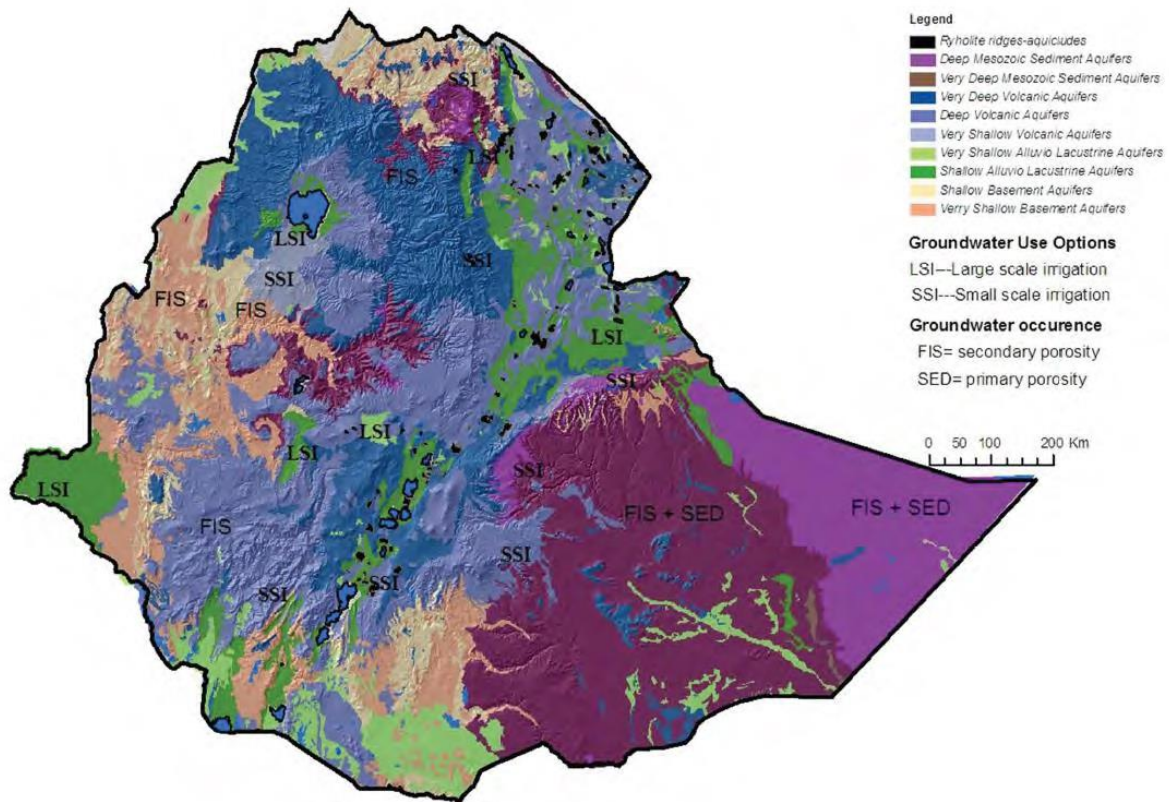 Legend
Ryholite ridges-aquicludes
Deep Mesozoic Sediment Aquifers
Very Deep Mesozoic Sediment Aquifers
Very Deep Volcanic Aquifers
Deep Volcanic Aquifers
Very Shallow Volcanic Aquifers
Very Shallow Alluvio Lacustrine Aquifers
Shallow Alluvio Lacustrine Aquifers
Shallow Basement Aquifers
Verry Shallow Basement Aquifers
Groundwater Use Options
LSI---Large scale irrigation
SSI---Small scale irrigation
Groundwater occurence
FIS= secondary porosity
SED= primary porosity
0 50 100 200 Km
SSI
LSI
FIS
LSI
SSI
SSI
FIS
FIS
LSI
SSI
LSI
LSI
SSI
LSI
FIS
FIS + SED
FIS + SED
SSI
SSI
SSI